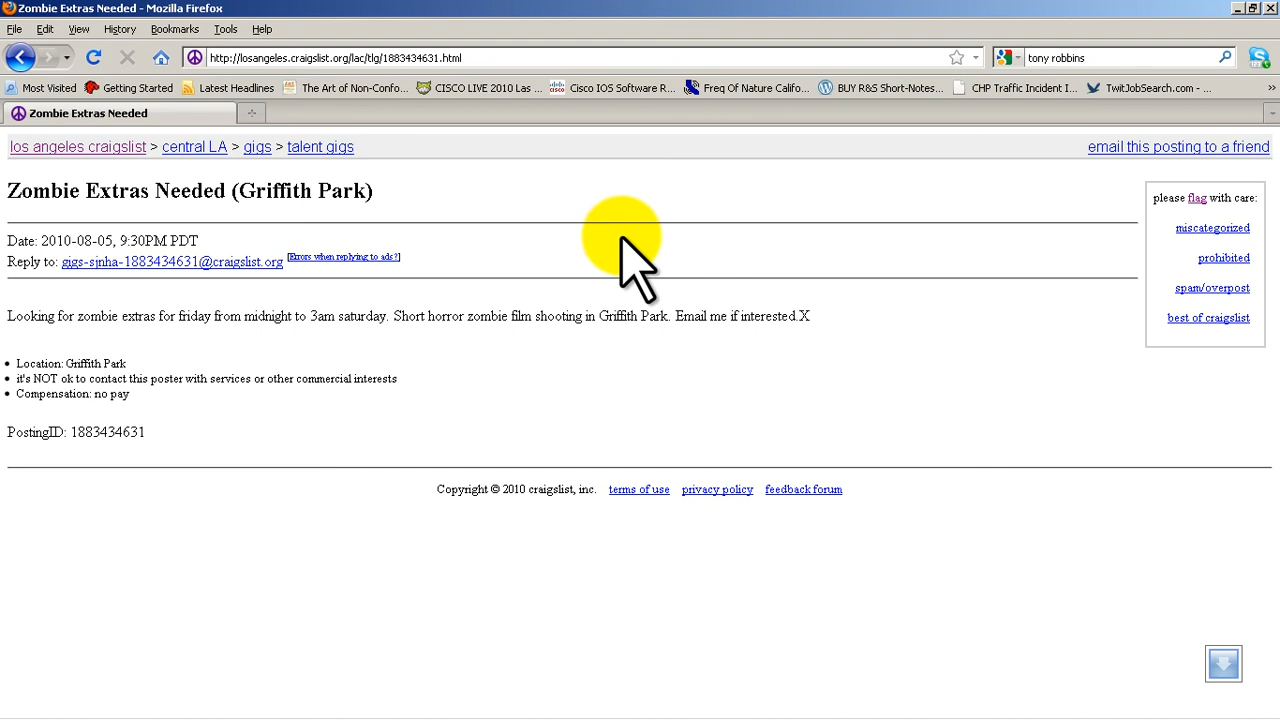 Zombie Extras Needed - Mozilla Firefox
File Edit View History Bookmarks Tools Help
http://losangeles.craigslist.org/lac/tlg/1883434631.html
tony robbins
Most Visited Getting Started Latest Headlines The Art of Non-Confo... CISCO LIVE 2010 Las ... Cisco IOS Software R... Freq Of Nature Califo... BUY R&S Short-Notes... CHP Traffic Incident I... TwitJobSearch.com - ... »
Zombie Extras Needed
los angeles craigslist > central LA > gigs > talent gigs
email this posting to a friend
Zombie Extras Needed (Griffith Park)
please flag with care:
miscategorized
prohibited
spam/overpost
best of craigslist
Date: 2010-08-05, 9:30PM PDT
Reply to: gigs-sjnha-1883434631@craigslist.org [Errors when replying to ads?]
Looking for zombie extras for friday from midnight to 3am saturday. Short horror zombie film shooting in Griffith Park. Email me if interested.X
• Location: Griffith Park
• it's NOT ok to contact this poster with services or other commercial interests
• Compensation: no pay
PostingID: 1883434631
Copyright © 2010 craigslist, inc. terms of use privacy policy feedback forum